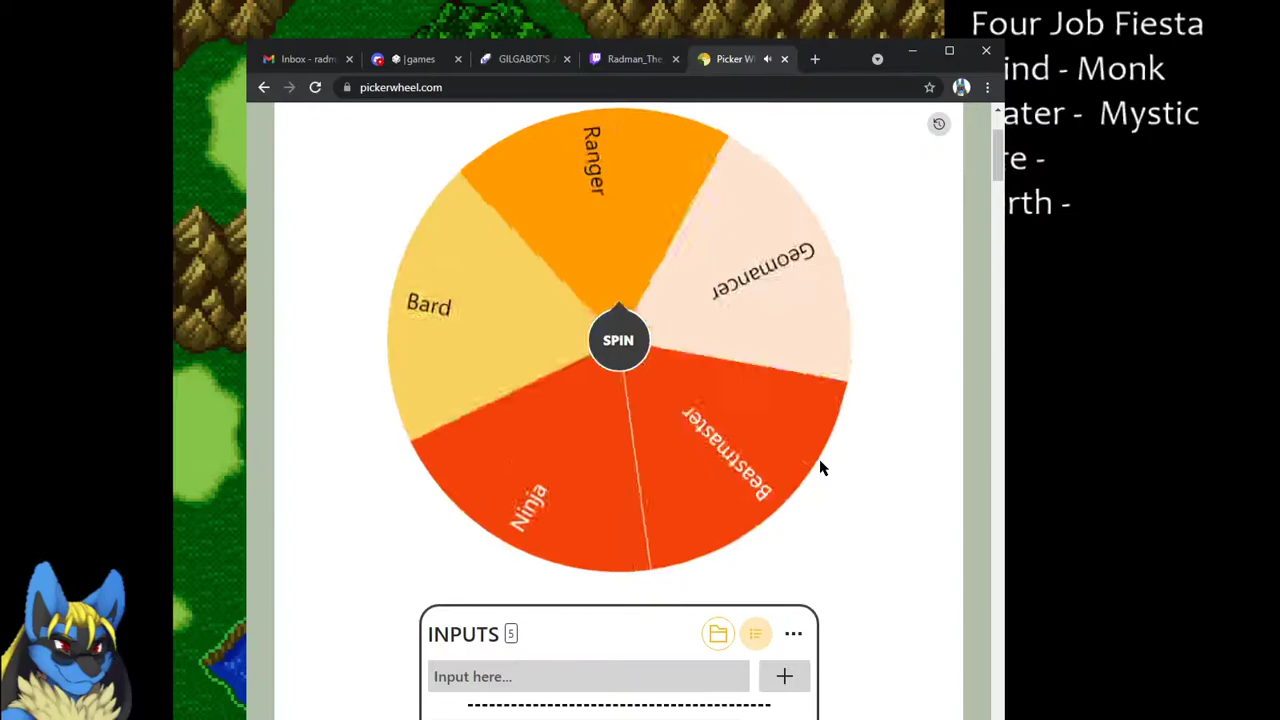 Four Job Fiesta
ind - Monk
ater - Mystic
re -
rth -
Inbox - radm
|games
GILGABOT'S
Radman_The
Picker W
pickerwheel.com
Ranger
Geomancer
Bard
SPIN
Beastmaster
Ninja
INPUTS 5
Input here...